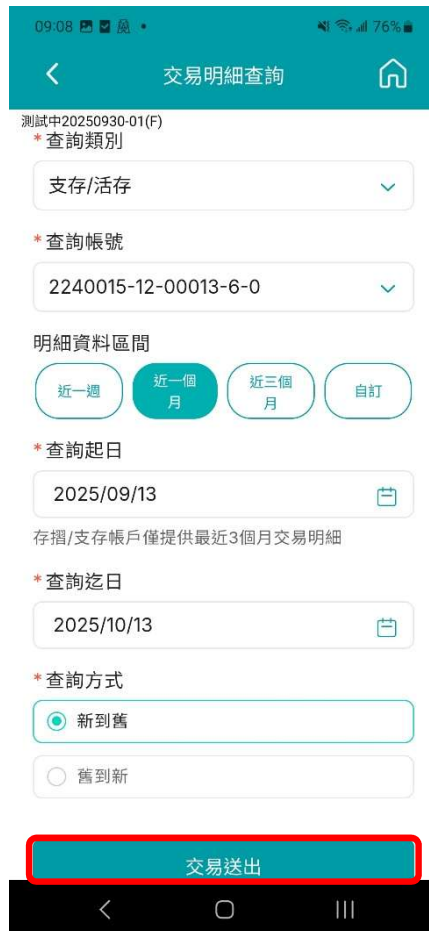 09:08 76%
交易明細查詢
測試中20250930-01(F)
*查詢類別
支存/活存
*查詢帳號
2240015-12-00013-6-0
明細資料區間
近一週
近一個
月
近三個
月
自訂
*查詢起日
2025/09/13
存摺/支存帳戶僅提供最近3個月交易明細
*查詢迄日
2025/10/13
*查詢方式
新到舊
舊到新
交易送出